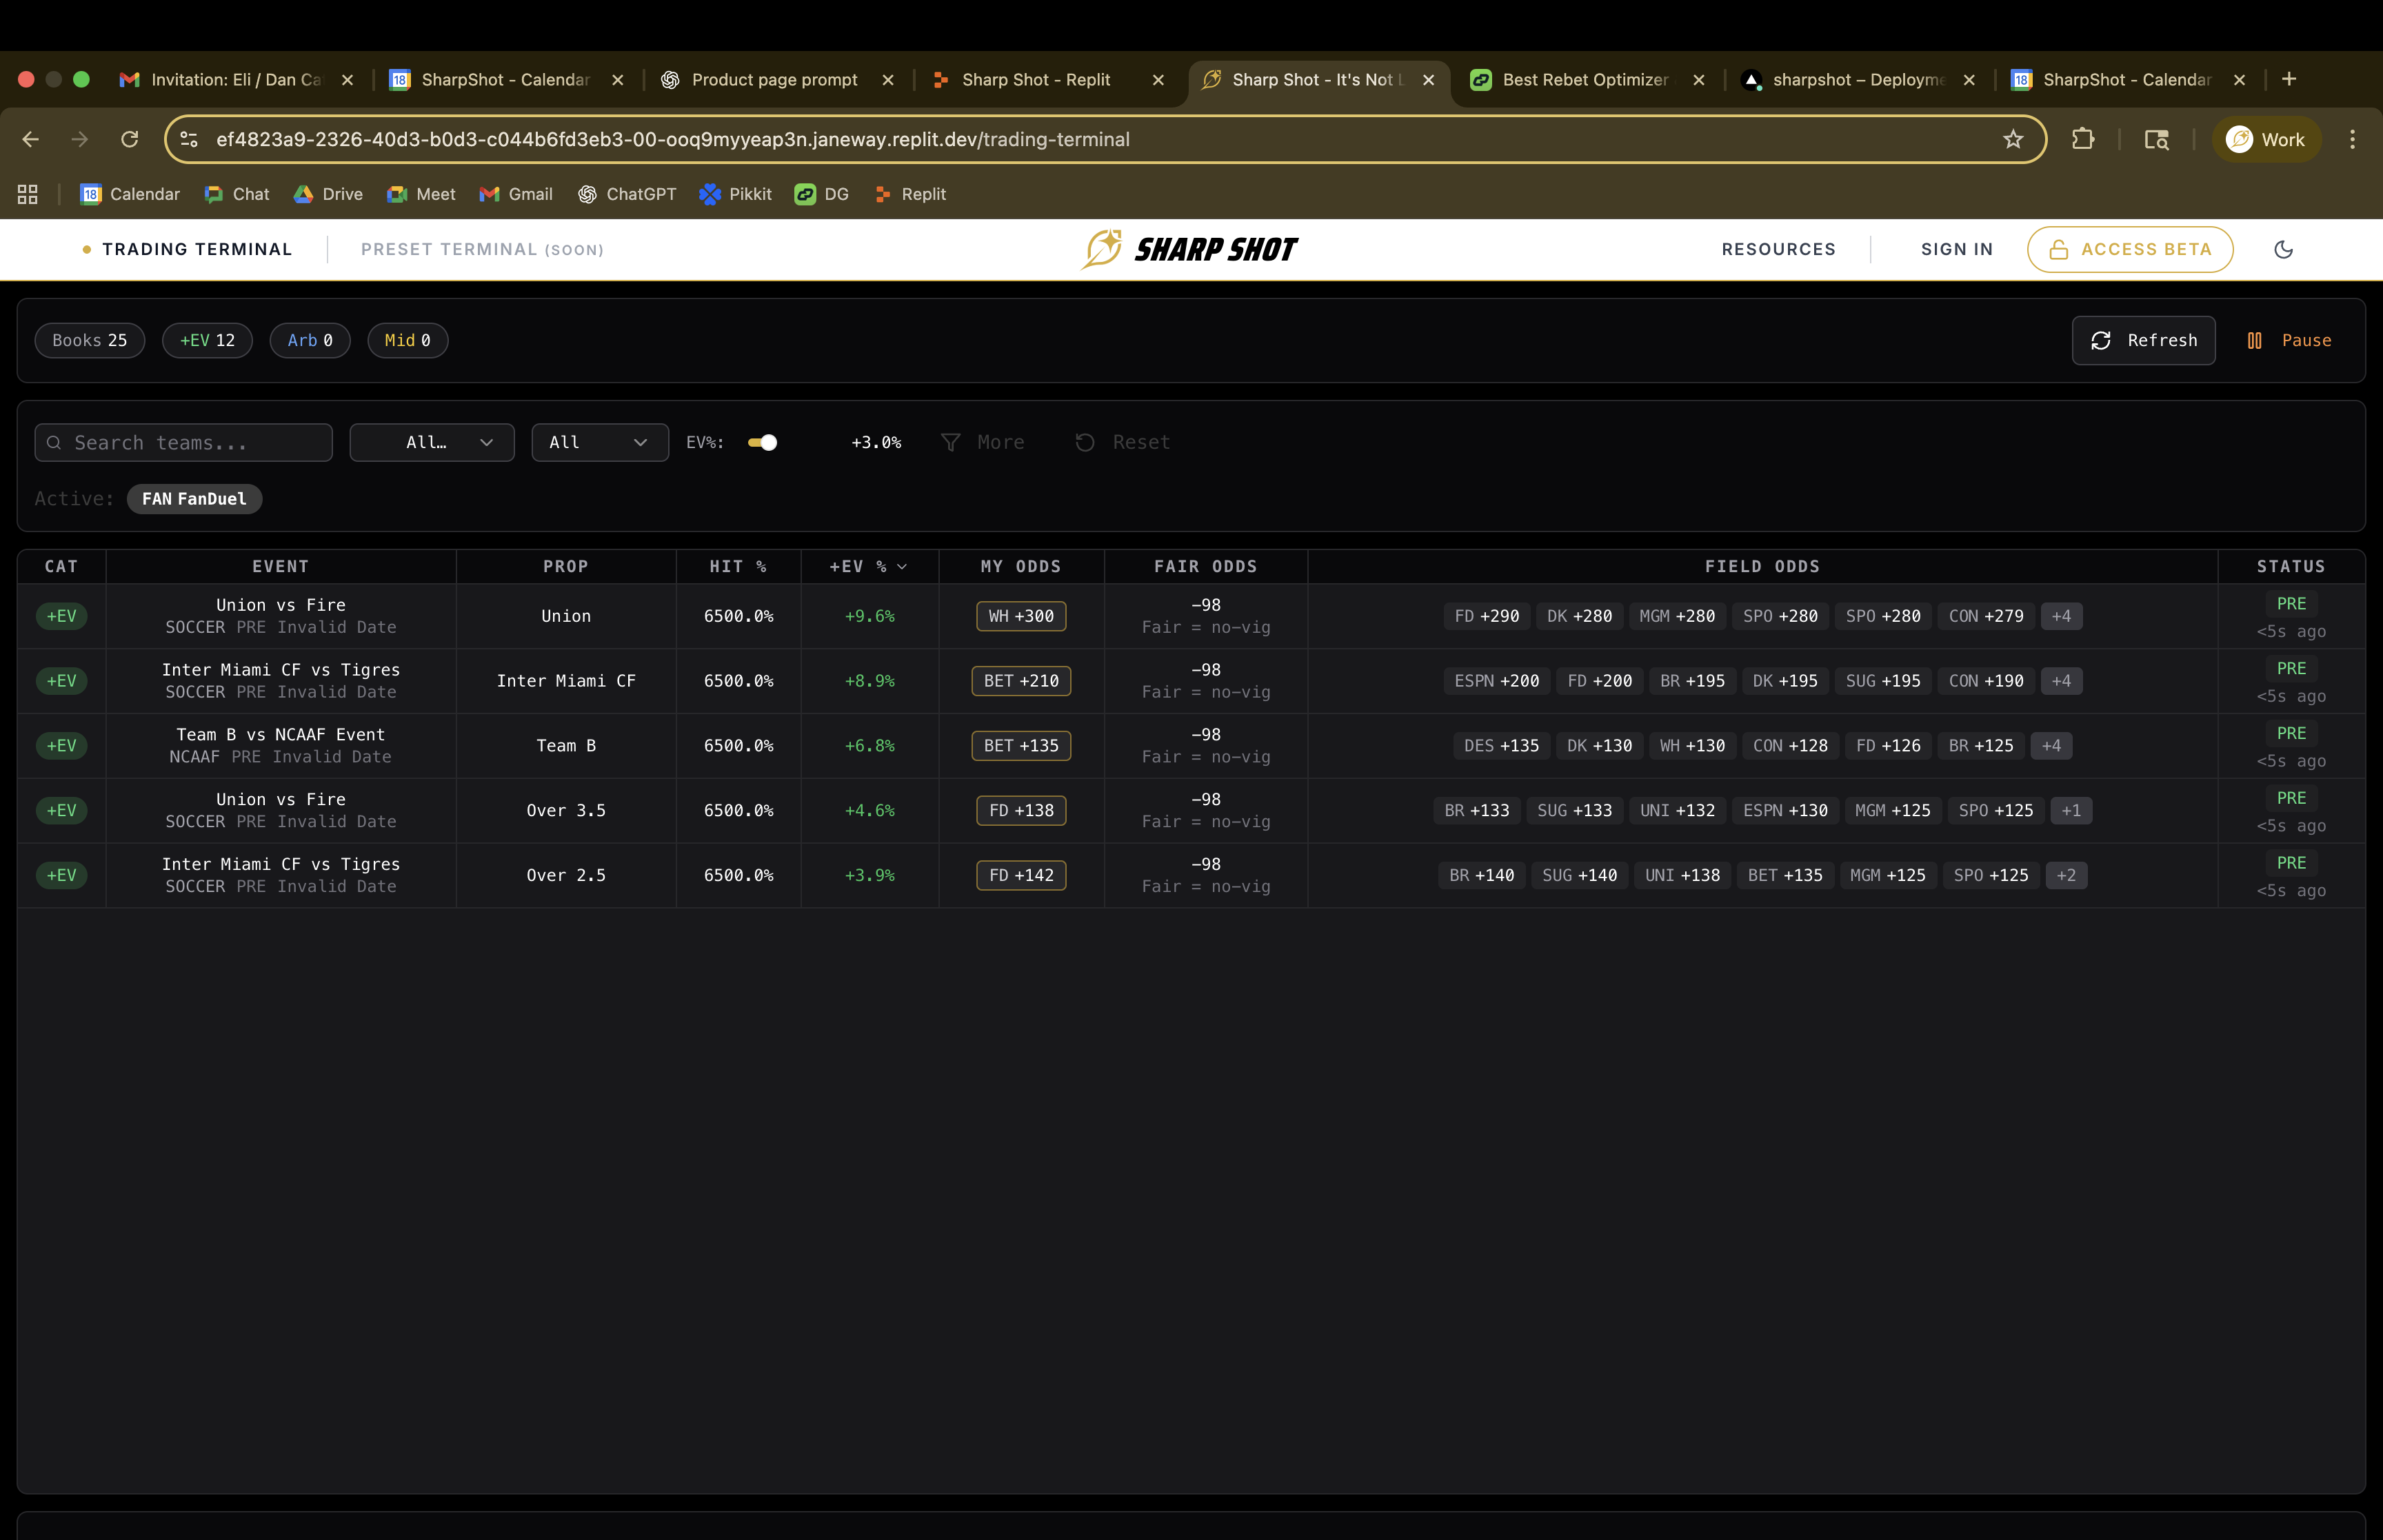 Invitation: Eli / Dan Ca
SharpShot - Calendar
Product page prompt
Sharp Shot - Replit
Sharp Shot - It's Not L
Best Rebet Optimizer
sharpshot – Deployme
SharpShot - Calendar
ef4823a9-2326-40d3-b0d3-c044b6fd3eb3-00-ooq9myyeap3n.janeway.replit.dev/trading-terminal
Work
18 Calendar Chat Drive Meet Gmail ChatGPT Pikkit DG Replit
TRADING TERMINAL PRESET TERMINAL (SOON) SHARP SHOT RESOURCES SIGN IN ACCESS BETA
Books 25 +EV 12 Arb 0 Mid 0 Refresh Pause
Search teams... All… All EV%: +3.0% More Reset
Active: FAN FanDuel
CAT EVENT PROP HIT % +EV % MY ODDS FAIR ODDS FIELD ODDS STATUS
+EV Union vs Fire Union 6500.0% +9.6% WH +300 −98 FD +290 DK +280 MGM +280 SPO +280 SPO +280 CON +279 +4 PRE
SOCCER PRE Invalid Date Fair = no-vig <5s ago
+EV Inter Miami CF vs Tigres Inter Miami CF 6500.0% +8.9% BET +210 −98 ESPN +200 FD +200 BR +195 DK +195 SUG +195 CON +190 +4 PRE
SOCCER PRE Invalid Date Fair = no-vig <5s ago
+EV Team B vs NCAAF Event Team B 6500.0% +6.8% BET +135 −98 DES +135 DK +130 WH +130 CON +128 FD +126 BR +125 +4 PRE
NCAAF PRE Invalid Date Fair = no-vig <5s ago
+EV Union vs Fire Over 3.5 6500.0% +4.6% FD +138 −98 BR +133 SUG +133 UNI +132 ESPN +130 MGM +125 SPO +125 +1 PRE
SOCCER PRE Invalid Date Fair = no-vig <5s ago
+EV Inter Miami CF vs Tigres Over 2.5 6500.0% +3.9% FD +142 −98 BR +140 SUG +140 UNI +138 BET +135 MGM +125 SPO +125 +2 PRE
SOCCER PRE Invalid Date Fair = no-vig <5s ago